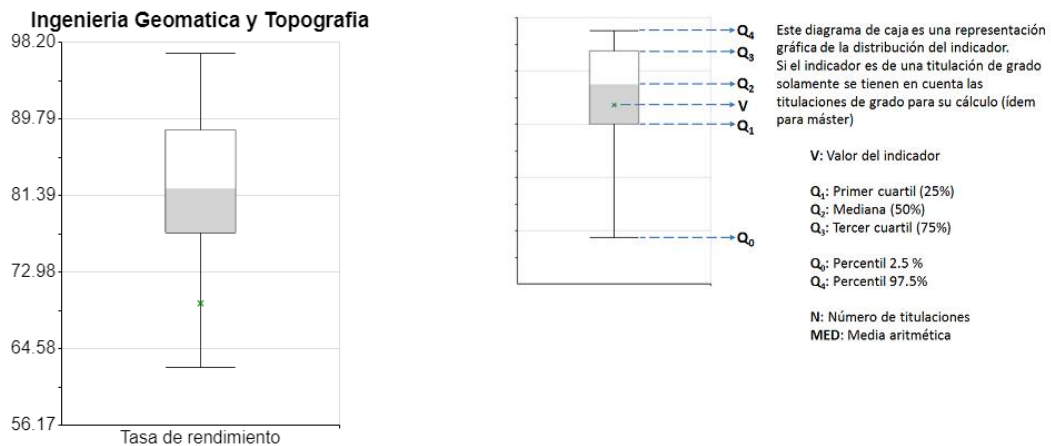 Ingenieria Geomatica y Topografia
98.20
89.79
81.39
72.98
64.58
56.17
Tasa de rendimiento
Q4
Q3
Q2
V
Q1
Q0
Este diagrama de caja es una representación
gráfica de la distribución del indicador.
Si el indicador es de una titulación de grado
solamente se tienen en cuenta las
titulaciones de grado para su cálculo (ídem
para máster)
V: Valor del indicador
Q1: Primer cuartil (25%)
Q2: Mediana (50%)
Q3: Tercer cuartil (75%)
Q0: Percentil 2.5 %
Q4: Percentil 97.5%
N: Número de titulaciones
MED: Media aritmética